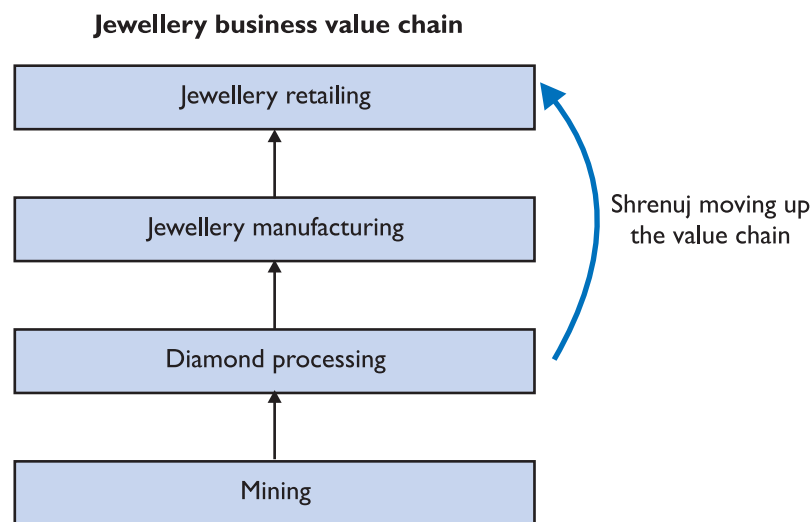 Jewellery business value chain
Jewellery retailing
Jewellery manufacturing
Shrenuj moving up
the value chain
Diamond processing
Mining